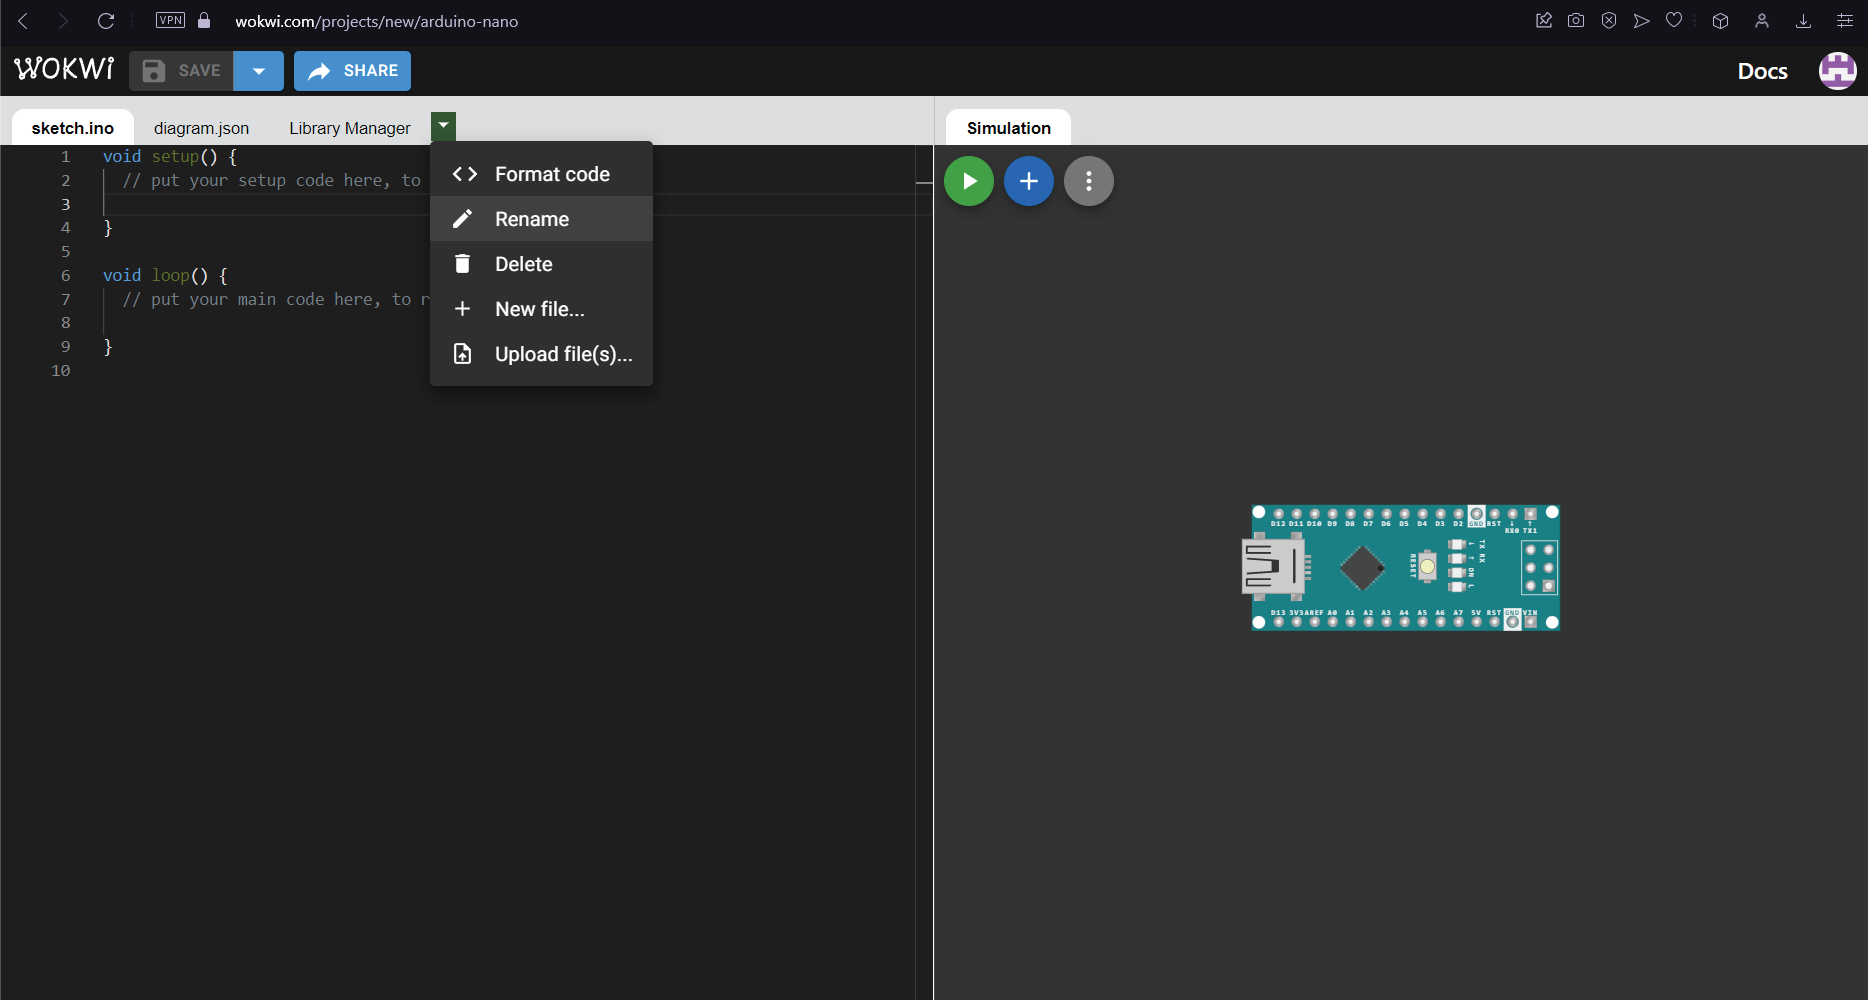 VPN
wokwi.com/projects/new/arduino-nano
WOKWi
SAVE
SHARE
Docs
sketch.ino
diagram.json
Library Manager
Simulation
1 void setup() {
2 // put your setup code here, to
3
4 }
5
6 void loop() {
7 // put your main code here, to r
8
9 }
10
Format code
Rename
Delete
New file...
Upload file(s)...
D12 D11 D10 D9 D8 D7 D6 D5 D4 D3 D2 GND RST
RX0 TX1
RESET
TX
RX
ON
L
D13 3V3 AREF A0 A1 A2 A3 A4 A5 A6 A7 5V RST GND VIN